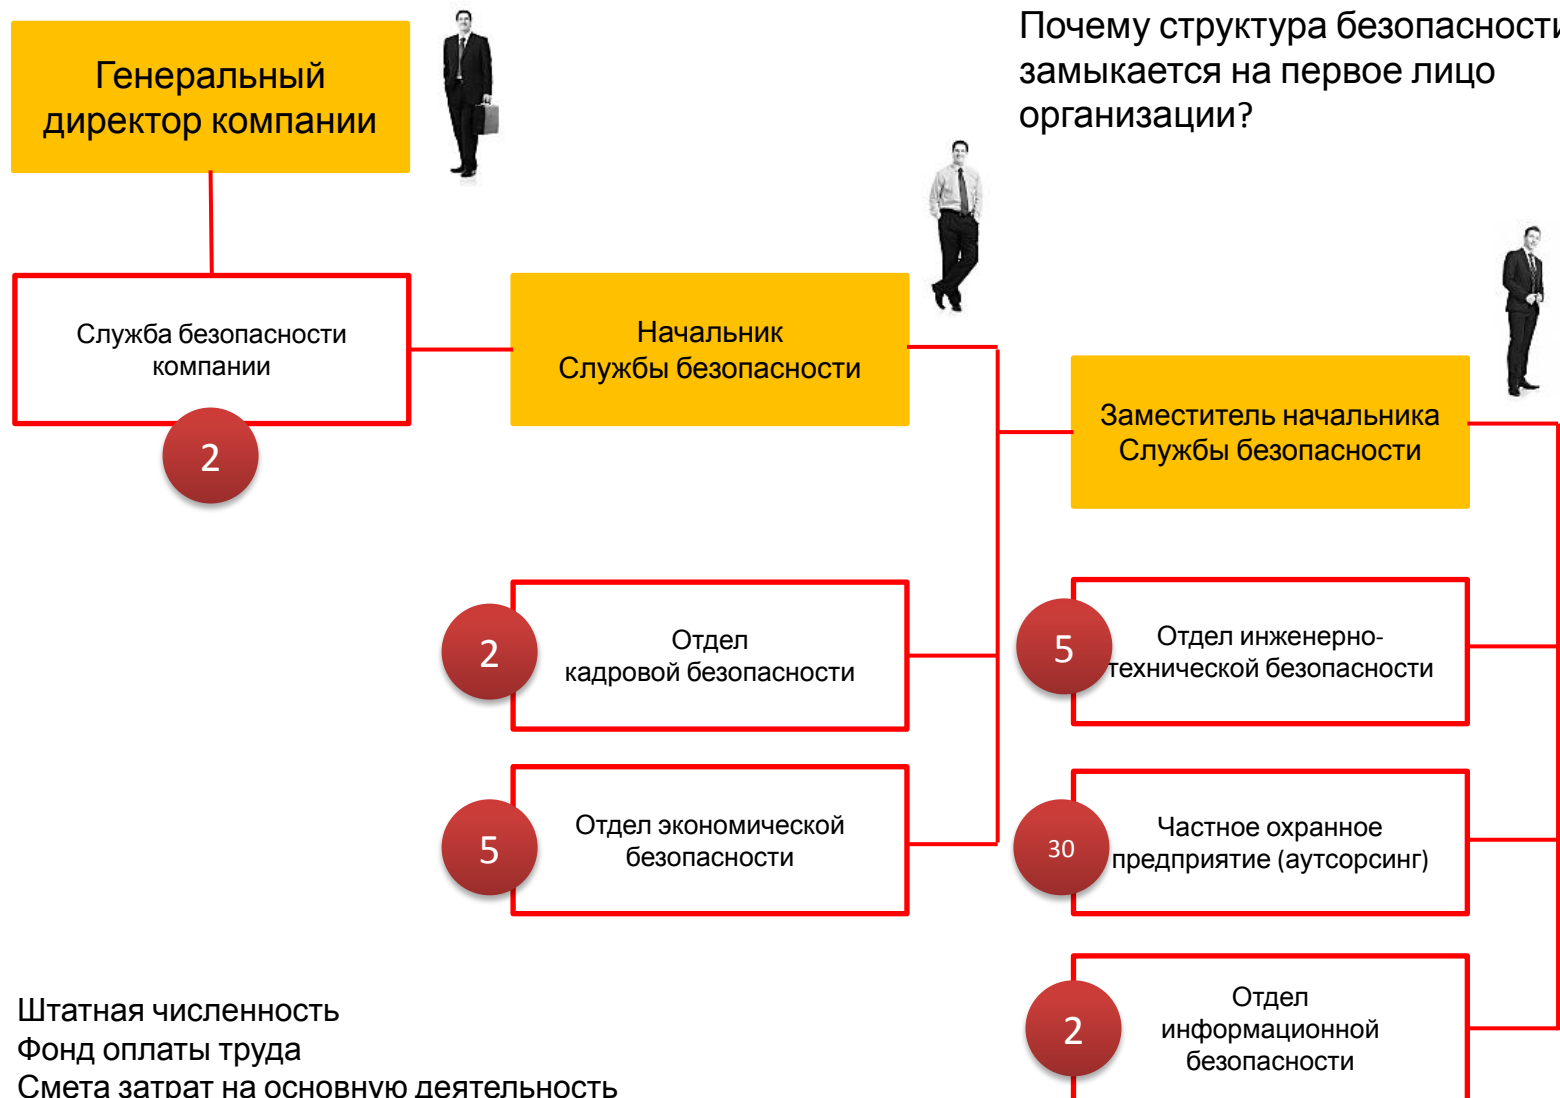 Почему структура безопасности
замыкается на первое лицо
организации?
Генеральный
директор компании
Служба безопасности
компании
2
Начальник
Службы безопасности
Заместитель начальника
Службы безопасности
2
Отдел
кадровой безопасности
5
Отдел экономической
безопасности
5
Отдел инженерно-
технической безопасности
30
Частное охранное
предприятие (аутсорсинг)
2
Отдел
информационной
безопасности
Штатная численность
Фонд оплаты труда
Смета затрат на основную деятельность